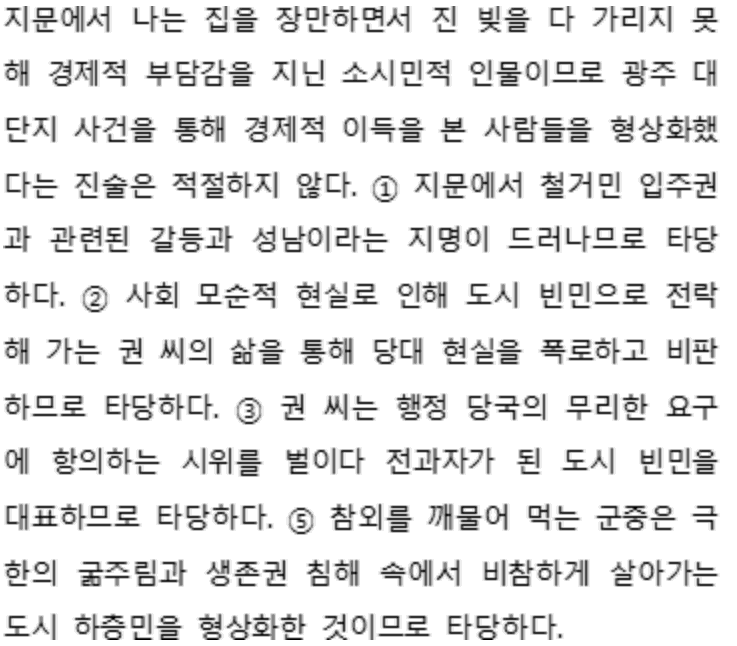 지문에서 나는 집을 장만하면서 진 빚을 다 가리지 못
해 경제적 부담감을 지닌 소시민적 인물이므로 광주 대
단지 사건을 통해 경제적 이득을 본 사람들을 형상화했
다는 진술은 적절하지 않다. ① 지문에서 철거민 입주권
과 관련된 갈등과 성남이라는 지명이 드러나므로 타당
하다. ② 사회 모순적 현실로 인해 도시 빈민으로 전락
해 가는 권 씨의 삶을 통해 당대 현실을 폭로하고 비판
하므로 타당하다. ③ 권 씨는 행정 당국의 무리한 요구
에 항의하는 시위를 벌이다 전과자가 된 도시 빈민을
대표하므로 타당하다. ⑤ 참외를 깨물어 먹는 군중은 극
한의 굶주림과 생존권 침해 속에서 비참하게 살아가는
도시 하층민을 형상화한 것이므로 타당하다.